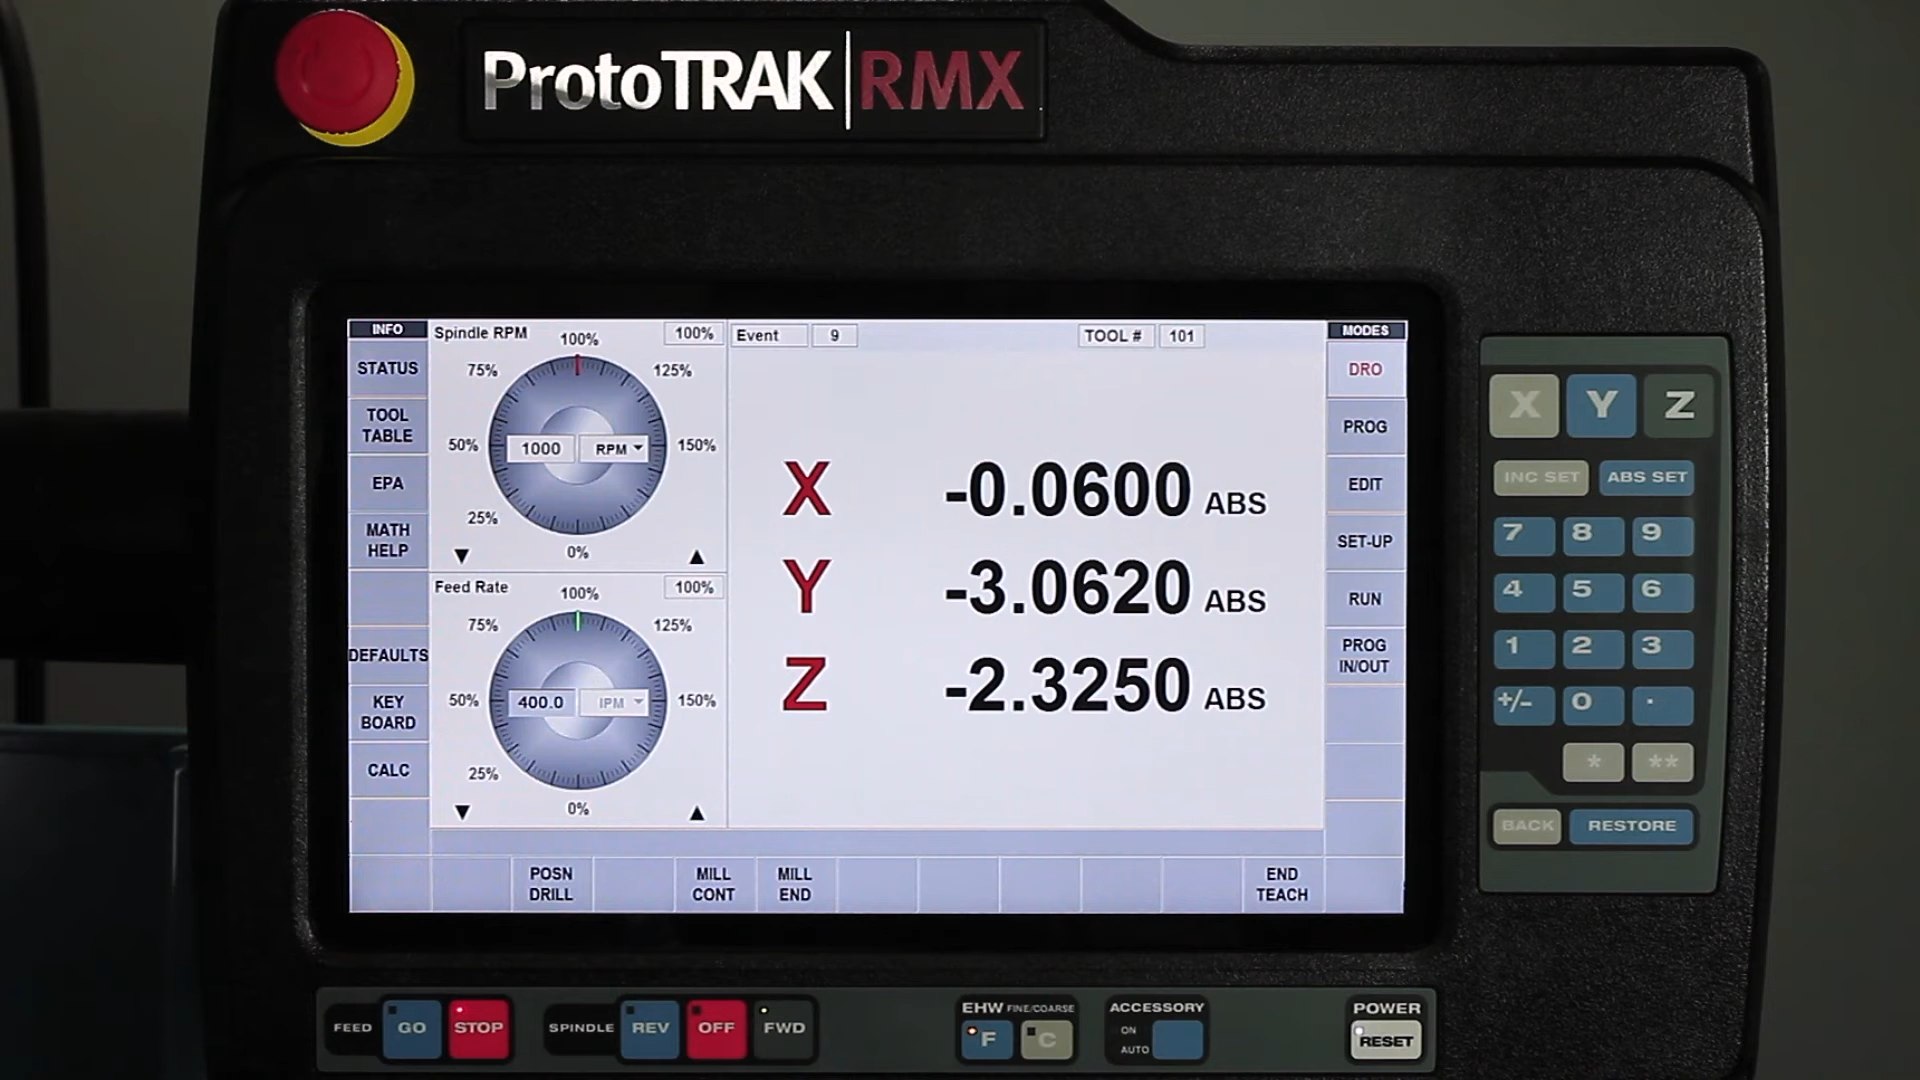 ProtoTRAK RMX
INFO
STATUS
TOOL
TABLE
EPA
MATH
HELP
DEFAULTS
KEY
BOARD
CALC
Spindle RPM
100%
100%
75%
125%
50%
1000
RPM
150%
25%
0%
Feed Rate
100%
100%
75%
125%
50%
400.0
IPM
150%
25%
0%
Event 9
TOOL # 101
X -0.0600 ABS
Y -3.0620 ABS
Z -2.3250 ABS
MODES
DRO
PROG
EDIT
SET-UP
RUN
PROG
IN/OUT
POSN
DRILL
MILL
CONT
MILL
END
END
TEACH
X Y Z
INC SET ABS SET
7 8 9
4 5 6
1 2 3
+/- 0 .
* **
BACK RESTORE
FEED GO STOP
SPINDLE REV OFF FWD
EHW FINE/COARSE
F C
ACCESSORY
ON
AUTO
POWER
RESET